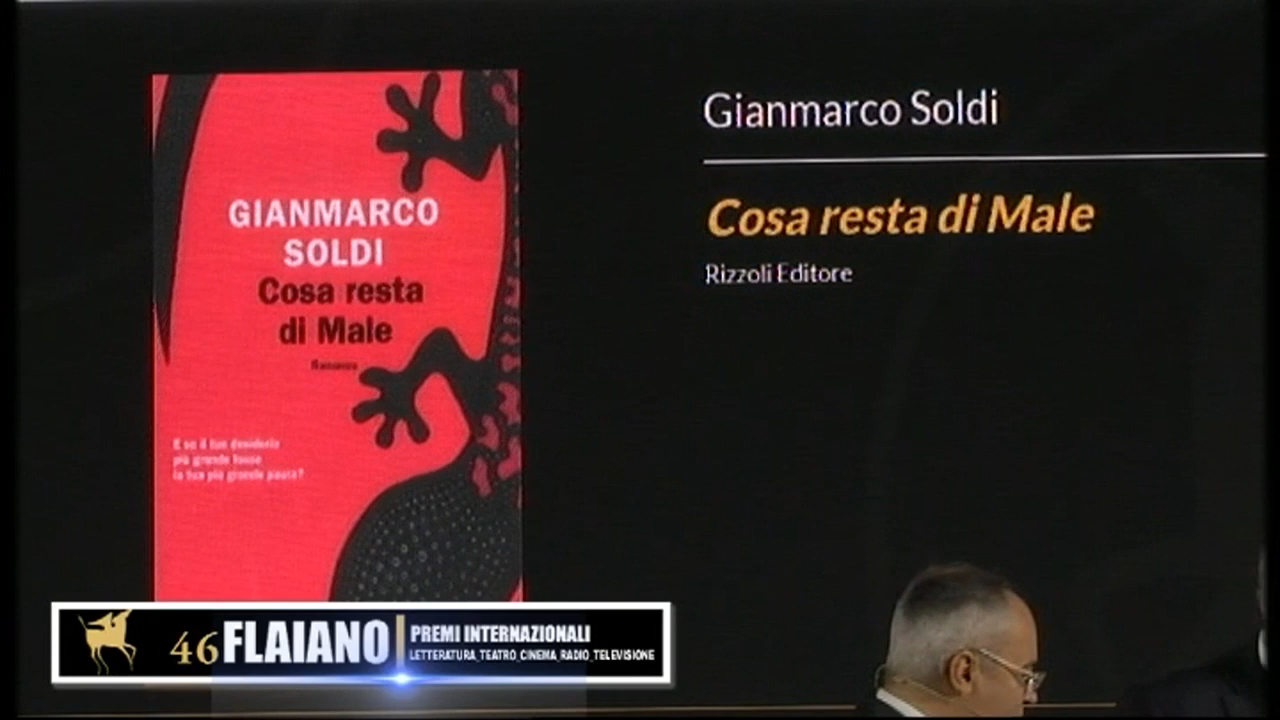 GIANMARCO
SOLDI
Cosa resta
di Male
Romanzo
E se il tuo desiderio
più grande fosse
la tua più grande paura?
Gianmarco Soldi
Cosa resta di Male
Rizzoli Editore
46 FLAIANO
PREMI INTERNAZIONALI
LETTERATURA_TEATRO_CINEMA_RADIO_TELEVISIONE